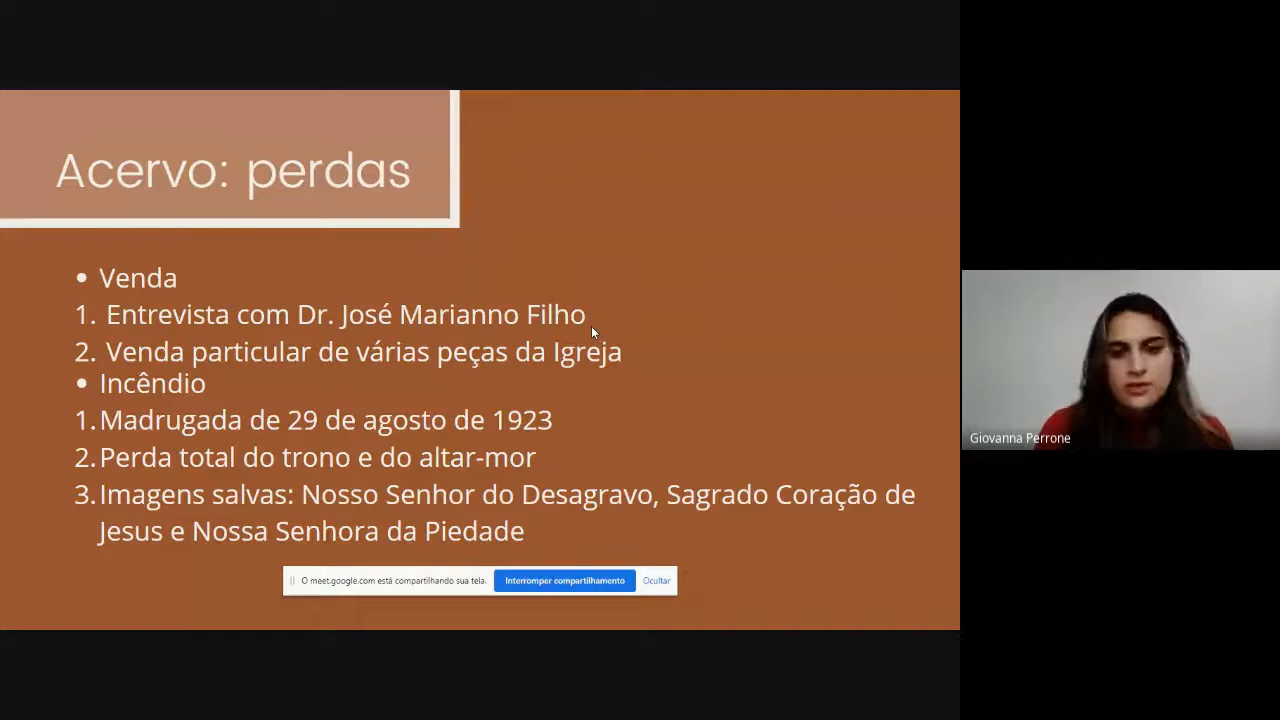 Acervo: perdas
• Venda
1. Entrevista com Dr. José Marianno Filho
2. Venda particular de várias peças da Igreja
• Incêndio
1. Madrugada de 29 de agosto de 1923
2. Perda total do trono e do altar-mor
3. Imagens salvas: Nosso Senhor do Desagravo, Sagrado Coração de
Jesus e Nossa Senhora da Piedade
O meet.google.com está compartilhando sua tela. Interromper compartilhamento Ocultar
Giovanna Perrone